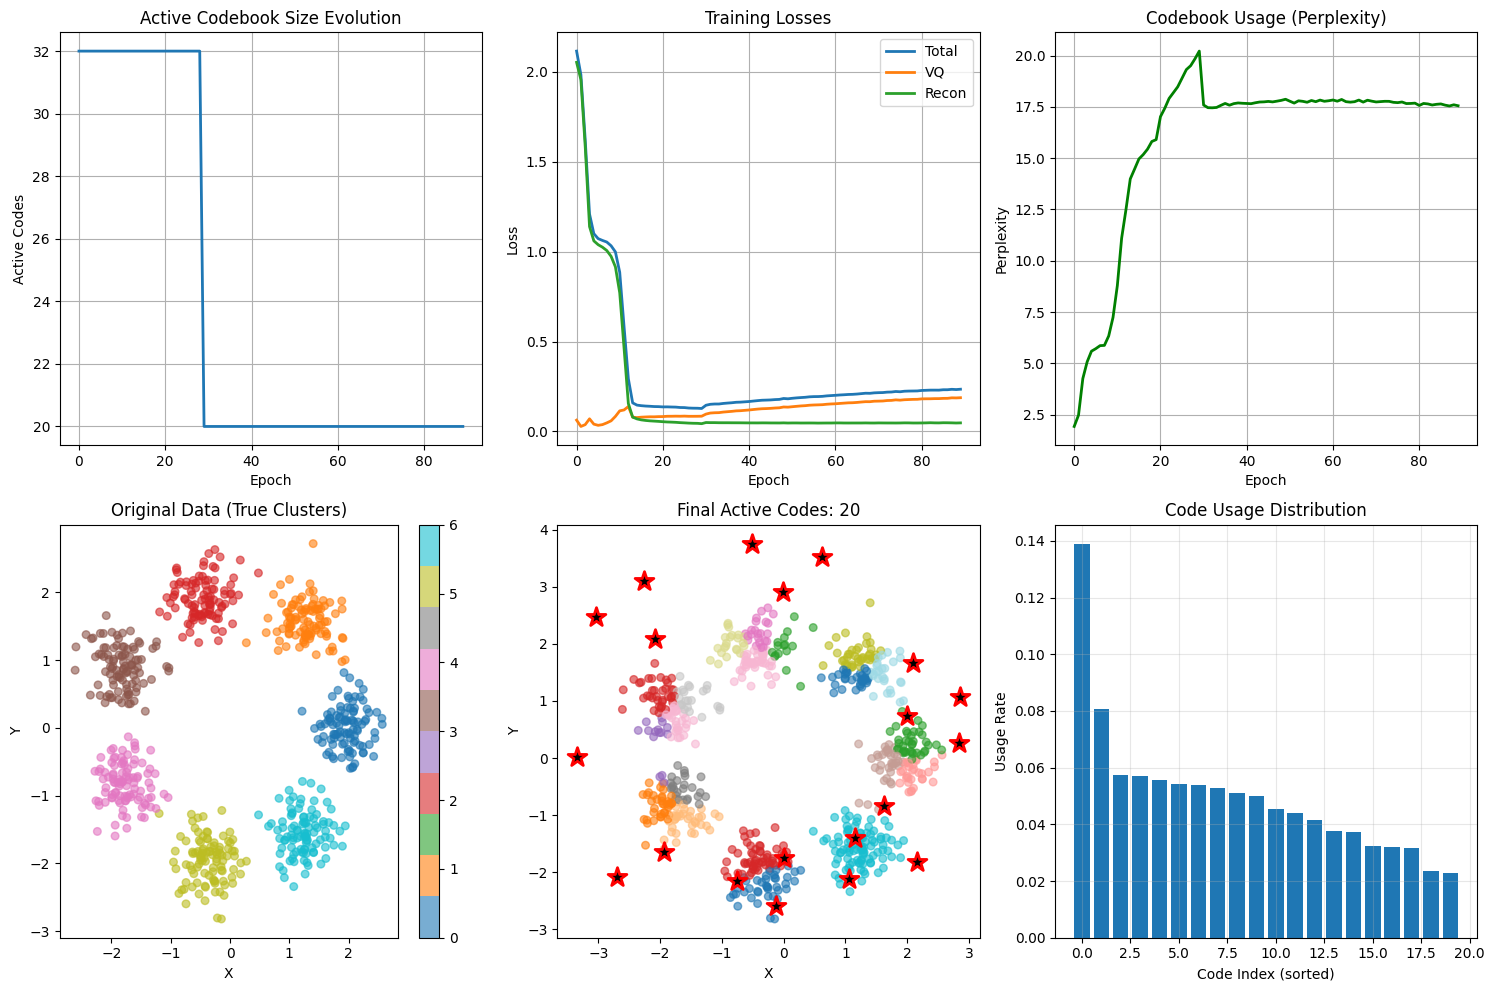 Active Codebook Size Evolution
Active Codes
32
30
28
26
24
22
20
0 20 40 60 80
Epoch
Training Losses
Loss
2.0
1.5
1.0
0.5
0.0
Total
VQ
Recon
0 20 40 60 80
Epoch
Codebook Usage (Perplexity)
Perplexity
20.0
17.5
15.0
12.5
10.0
7.5
5.0
2.5
0 20 40 60 80
Epoch
Original Data (True Clusters)
Y
2
1
0
−1
−2
−3
−2 −1 0 1 2
X
6
5
4
3
2
1
0
Final Active Codes: 20
Y
4
3
2
1
0
−1
−2
−3
−3 −2 −1 0 1 2 3
X
Code Usage Distribution
Usage Rate
0.14
0.12
0.10
0.08
0.06
0.04
0.02
0.00
0.0 2.5 5.0 7.5 10.0 12.5 15.0 17.5 20.0
Code Index (sorted)